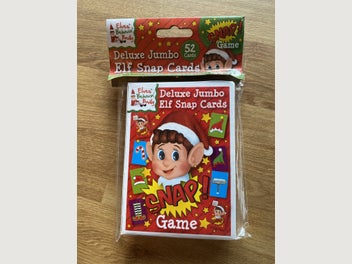 Elves Behavin' Badly
Deluxe Jumbo
Elf Snap Cards
52
Cards
SNAP!
Game
Elves
Behavin'
Badly
Deluxe Jumbo
Elf Snap Cards
SNAP!
Game